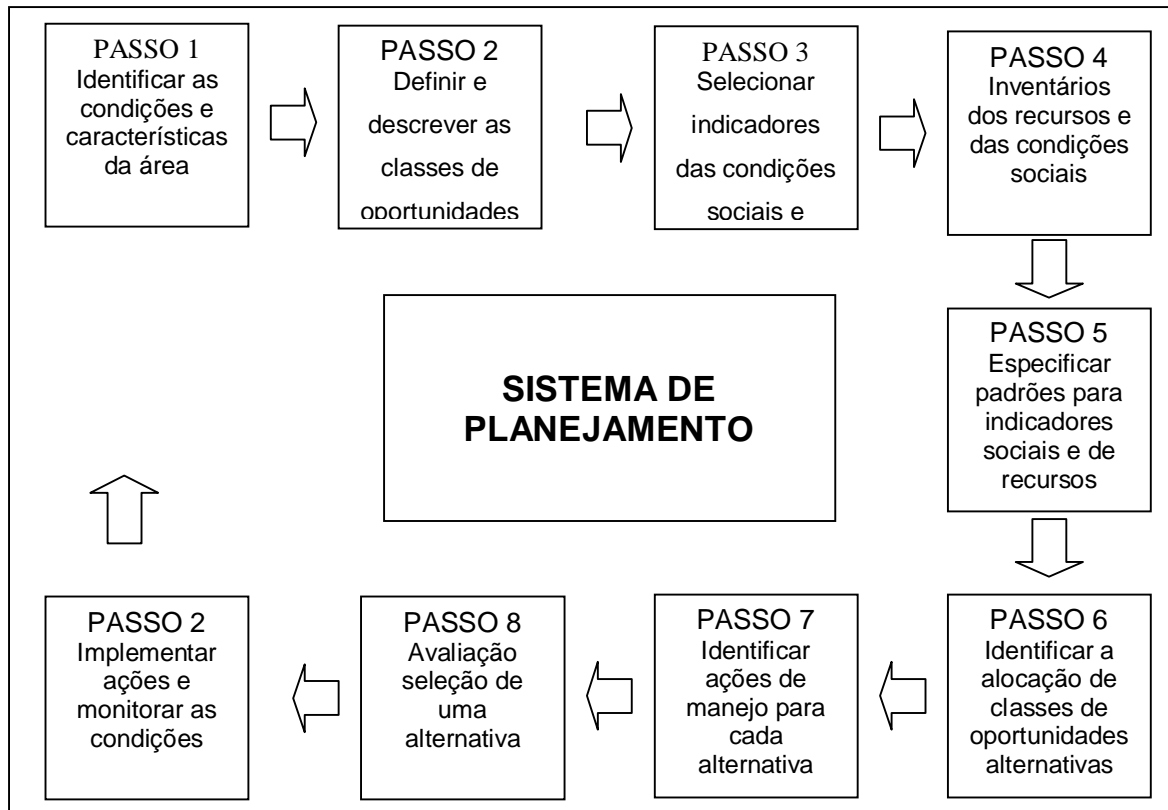 PASSO 1
Identificar as
condições e
características
da área
PASSO 2
Definir e
descrever as
classes de
oportunidades
PASSO 3
Selecionar
indicadores
das condições
sociais e
PASSO 4
Inventários
dos recursos e
das condições
sociais
PASSO 5
Especificar
padrões para
indicadores
sociais e de
recursos
SISTEMA DE
PLANEJAMENTO
PASSO 2
Implementar
ações e
monitorar as
condições
PASSO 8
Avaliação
seleção de
uma
alternativa
PASSO 7
Identificar
ações de
manejo para
cada
alternativa
PASSO 6
Identificar a
alocação de
classes de
oportunidades
alternativas